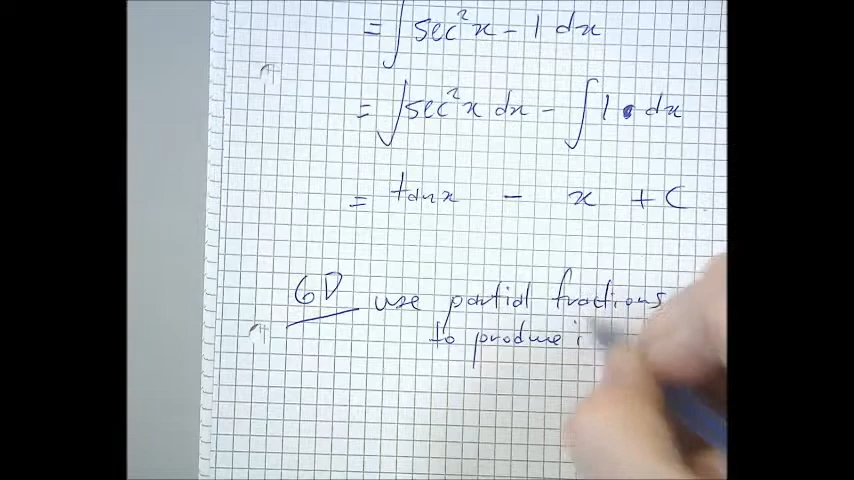 = ∫ sec²x - 1 dx
= ∫ sec²x dx - ∫ 1 dx
= tanx - x + C
6D use partial fractions
to produce i